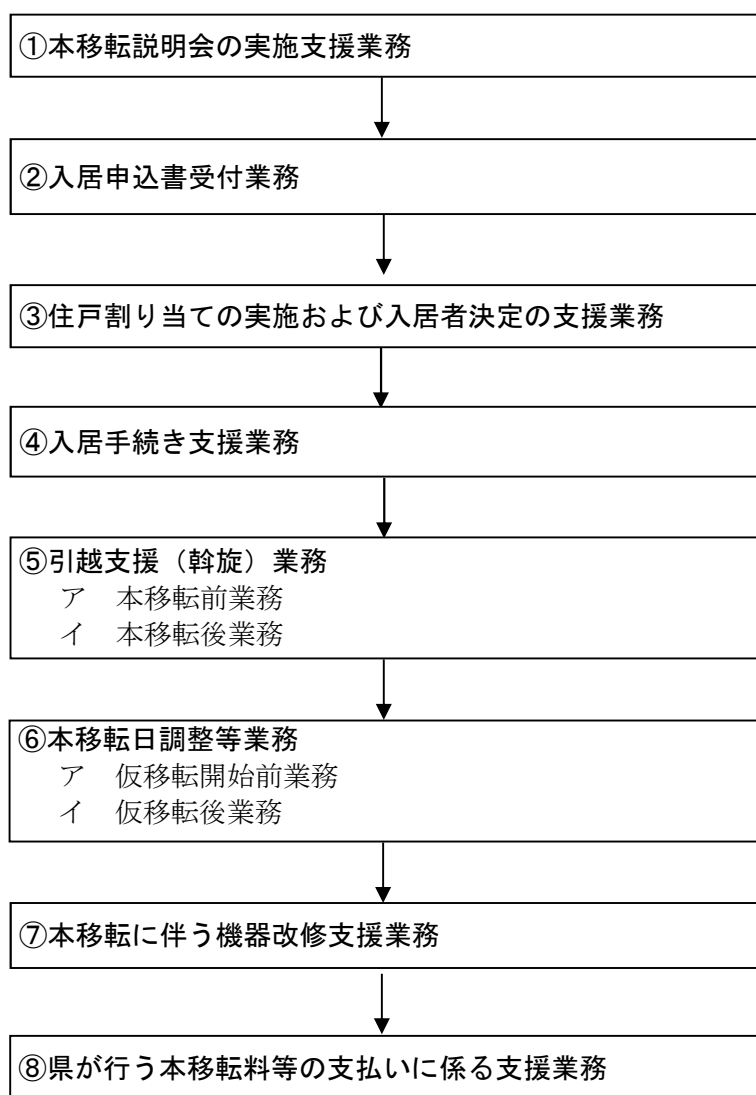 ①本移転説明会の実施支援業務
②入居申込書受付業務
③住戸割り当ての実施および入居者決定の支援業務
④入居手続き支援業務
⑤引越支援（斡旋）業務
ア　本移転前業務
イ　本移転後業務
⑥本移転日調整等業務
ア　仮移転開始前業務
イ　仮移転後業務
⑦本移転に伴う機器改修支援業務
⑧県が行う本移転料等の支払いに係る支援業務